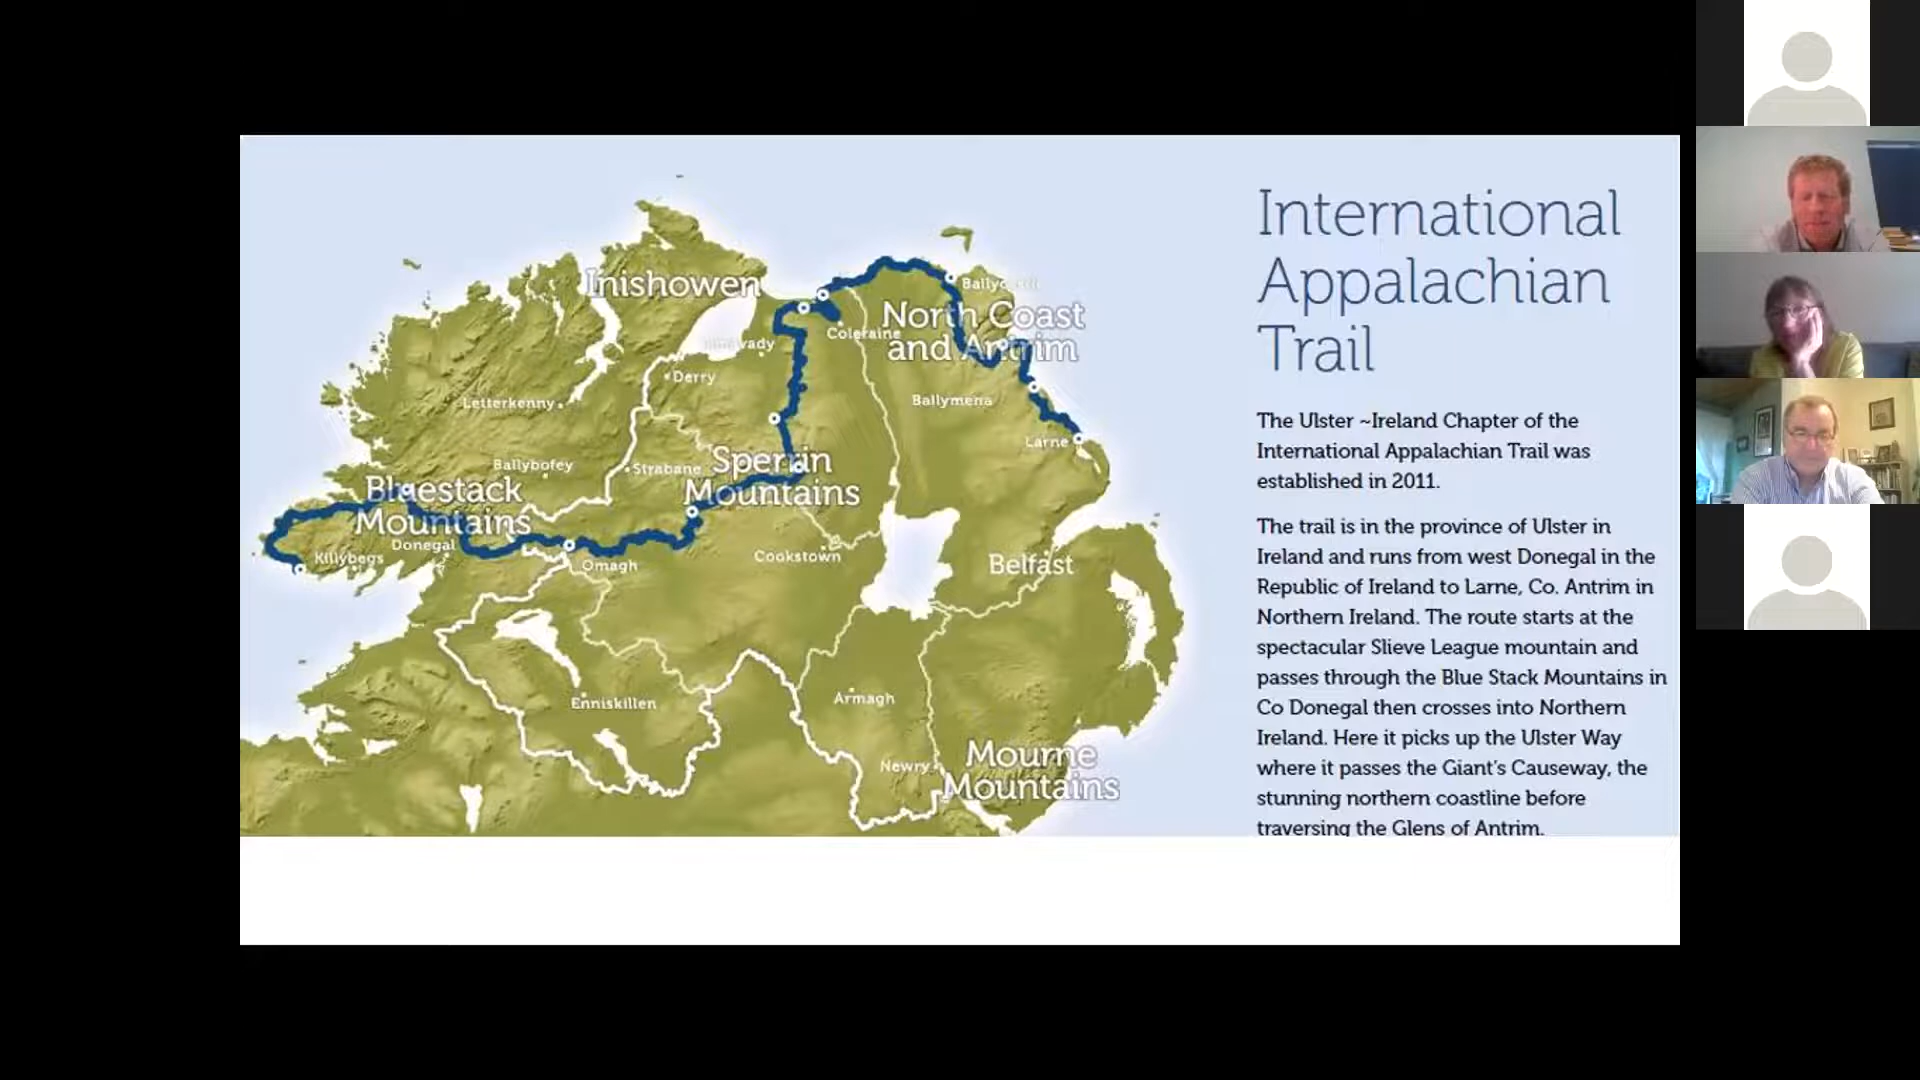 Inishowen
North Coast
and Antrim
Coleraine
Derry
Letterkenny
Ballymena
Larne
Ballybofey
Strabane
Sperrin
Mountains
Bluestack
Mountains
Donegal
Killybegs
Omagh
Cookstown
Belfast
Enniskillen
Armagh
Newry
Mourne
Mountains
International
Appalachian
Trail
The Ulster ~Ireland Chapter of the
International Appalachian Trail was
established in 2011.
The trail is in the province of Ulster in
Ireland and runs from west Donegal in the
Republic of Ireland to Larne, Co. Antrim in
Northern Ireland. The route starts at the
spectacular Slieve League mountain and
passes through the Blue Stack Mountains in
Co Donegal then crosses into Northern
Ireland. Here it picks up the Ulster Way
where it passes the Giant's Causeway, the
stunning northern coastline before
traversing the Glens of Antrim.